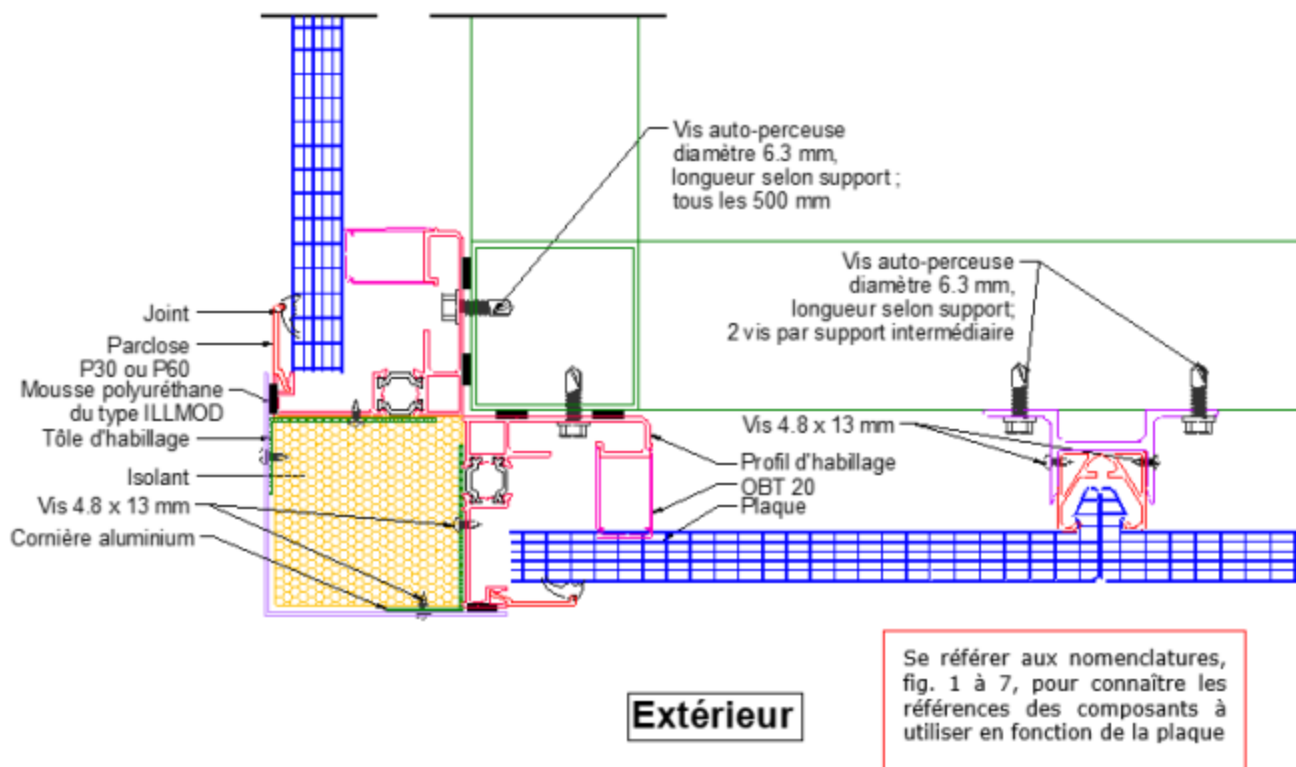 Vis auto-perceuse
diamètre 6.3 mm,
longueur selon support ;
tous les 500 mm
Vis auto-perceuse
diamètre 6.3 mm,
longueur selon support;
2 vis par support intermédiaire
Joint
Parclose
P30 ou P60
Mousse polyuréthane
du type ILLMOD
Tôle d'habillage
Isolant
Vis 4.8 x 13 mm
Cornière aluminium
Vis 4.8 x 13 mm
Profil d'habillage
OBT 20
Plaque
Extérieur
Se référer aux nomenclatures,
fig. 1 à 7, pour connaître les
références des composants à
utiliser en fonction de la plaque